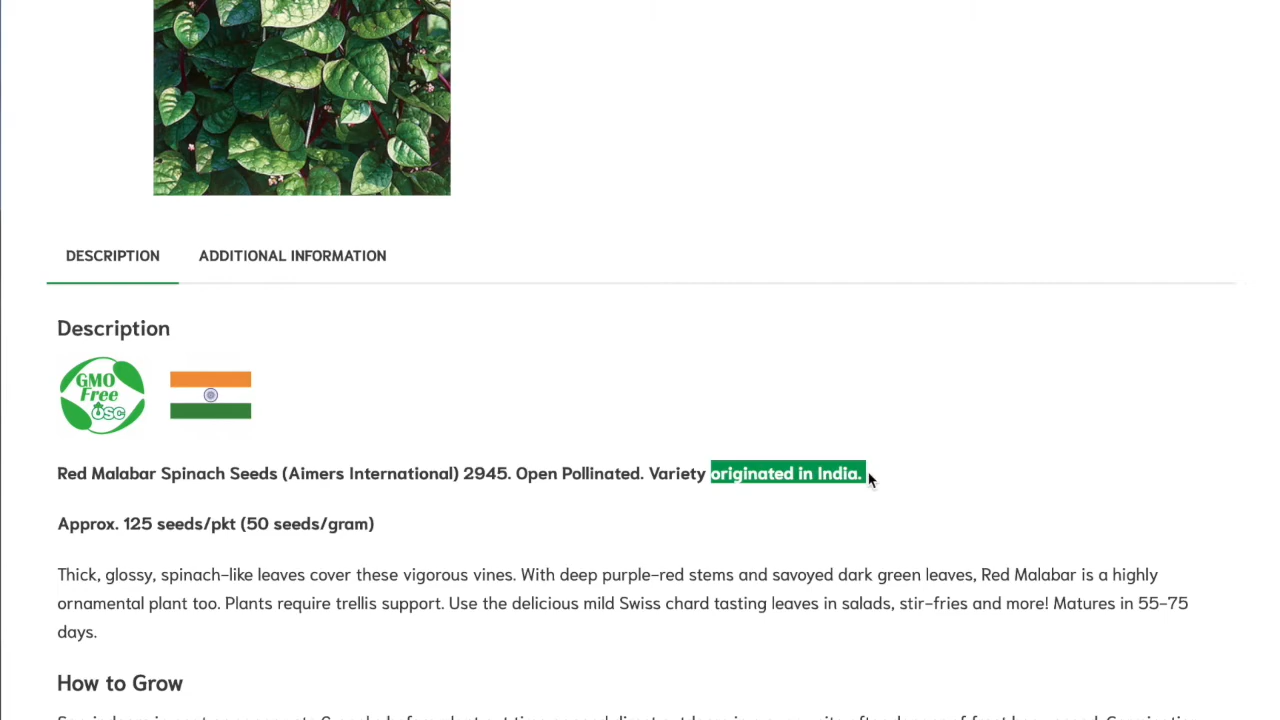 DESCRIPTION ADDITIONAL INFORMATION
Description
GMO
Free
OSC
Red Malabar Spinach Seeds (Aimers International) 2945. Open Pollinated. Variety originated in India.
Approx. 125 seeds/pkt (50 seeds/gram)
Thick, glossy, spinach-like leaves cover these vigorous vines. With deep purple-red stems and savoyed dark green leaves, Red Malabar is a highly
ornamental plant too. Plants require trellis support. Use the delicious mild Swiss chard tasting leaves in salads, stir-fries and more! Matures in 55-75
days.
How to Grow